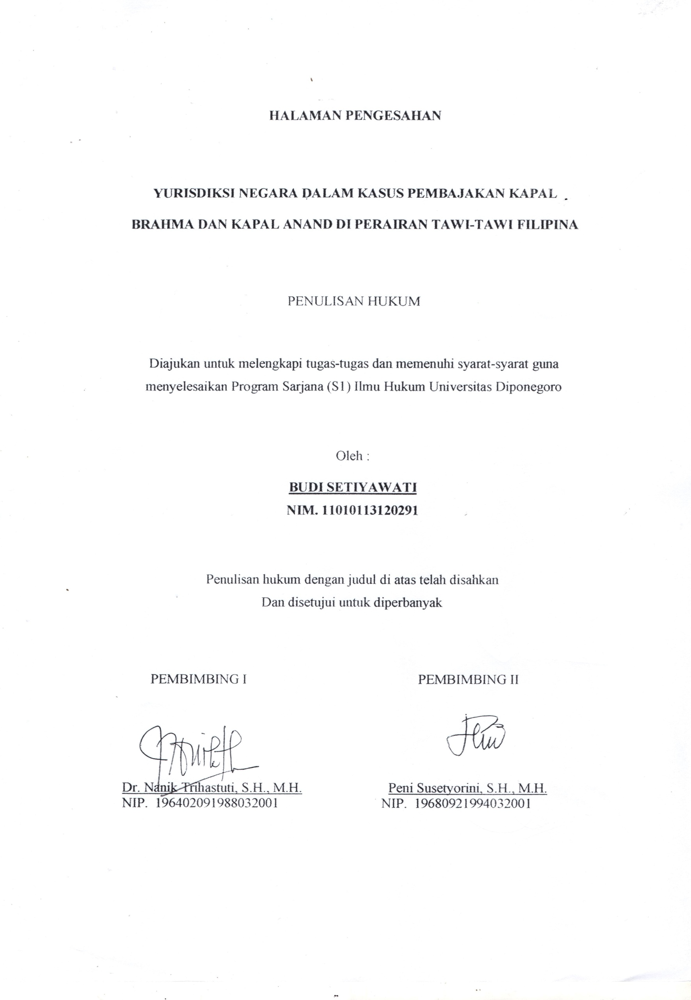 HALAMAN PENGESAHAN
YURISDIKSI NEGARA DALAM KASUS PEMBAJAKAN KAPAL
BRAHMA DAN KAPAL ANAND DI PERAIRAN TAWI-TAWI FILIPINA
PENULISAN HUKUM
Diajukan untuk melengkapi tugas-tugas dan memenuhi syarat-syarat guna
menyelesaikan Program Sarjana (S1) Ilmu Hukum Universitas Diponegoro
Oleh :
BUDI SETIYAWATI
NIM. 11010113120291
Penulisan hukum dengan judul di atas telah disahkan
Dan disetujui untuk diperbanyak
PEMBIMBING I
Dr. Nanik Trihastuti, S.H., M.H.
NIP. 196402091988032001
PEMBIMBING II
Peni Susetyorini, S.H., M.H.
NIP. 19680921994032001